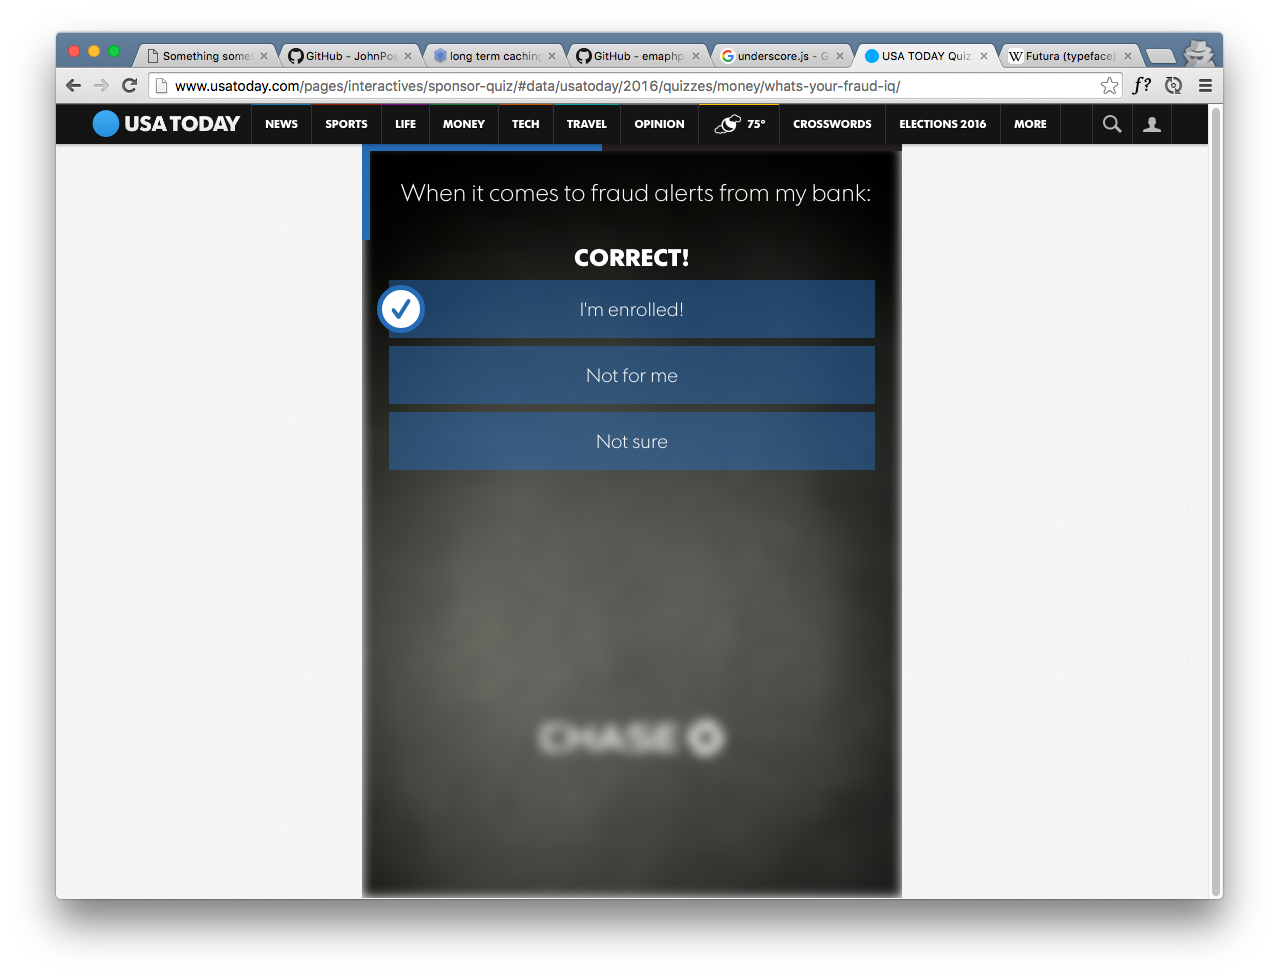 Something some
GitHub - JohnPos
long term caching
GitHub - emaphp
underscore.js - G
USA TODAY Quiz
Futura (typeface)
www.usatoday.com/pages/interactives/sponsor-quiz/#data/usatoday/2016/quizzes/money/whats-your-fraud-iq/
f?
USA TODAY
NEWS
SPORTS
LIFE
MONEY
TECH
TRAVEL
OPINION
75°
CROSSWORDS
ELECTIONS 2016
MORE
When it comes to fraud alerts from my bank:
CORRECT!
I'm enrolled!
Not for me
Not sure
CHASE